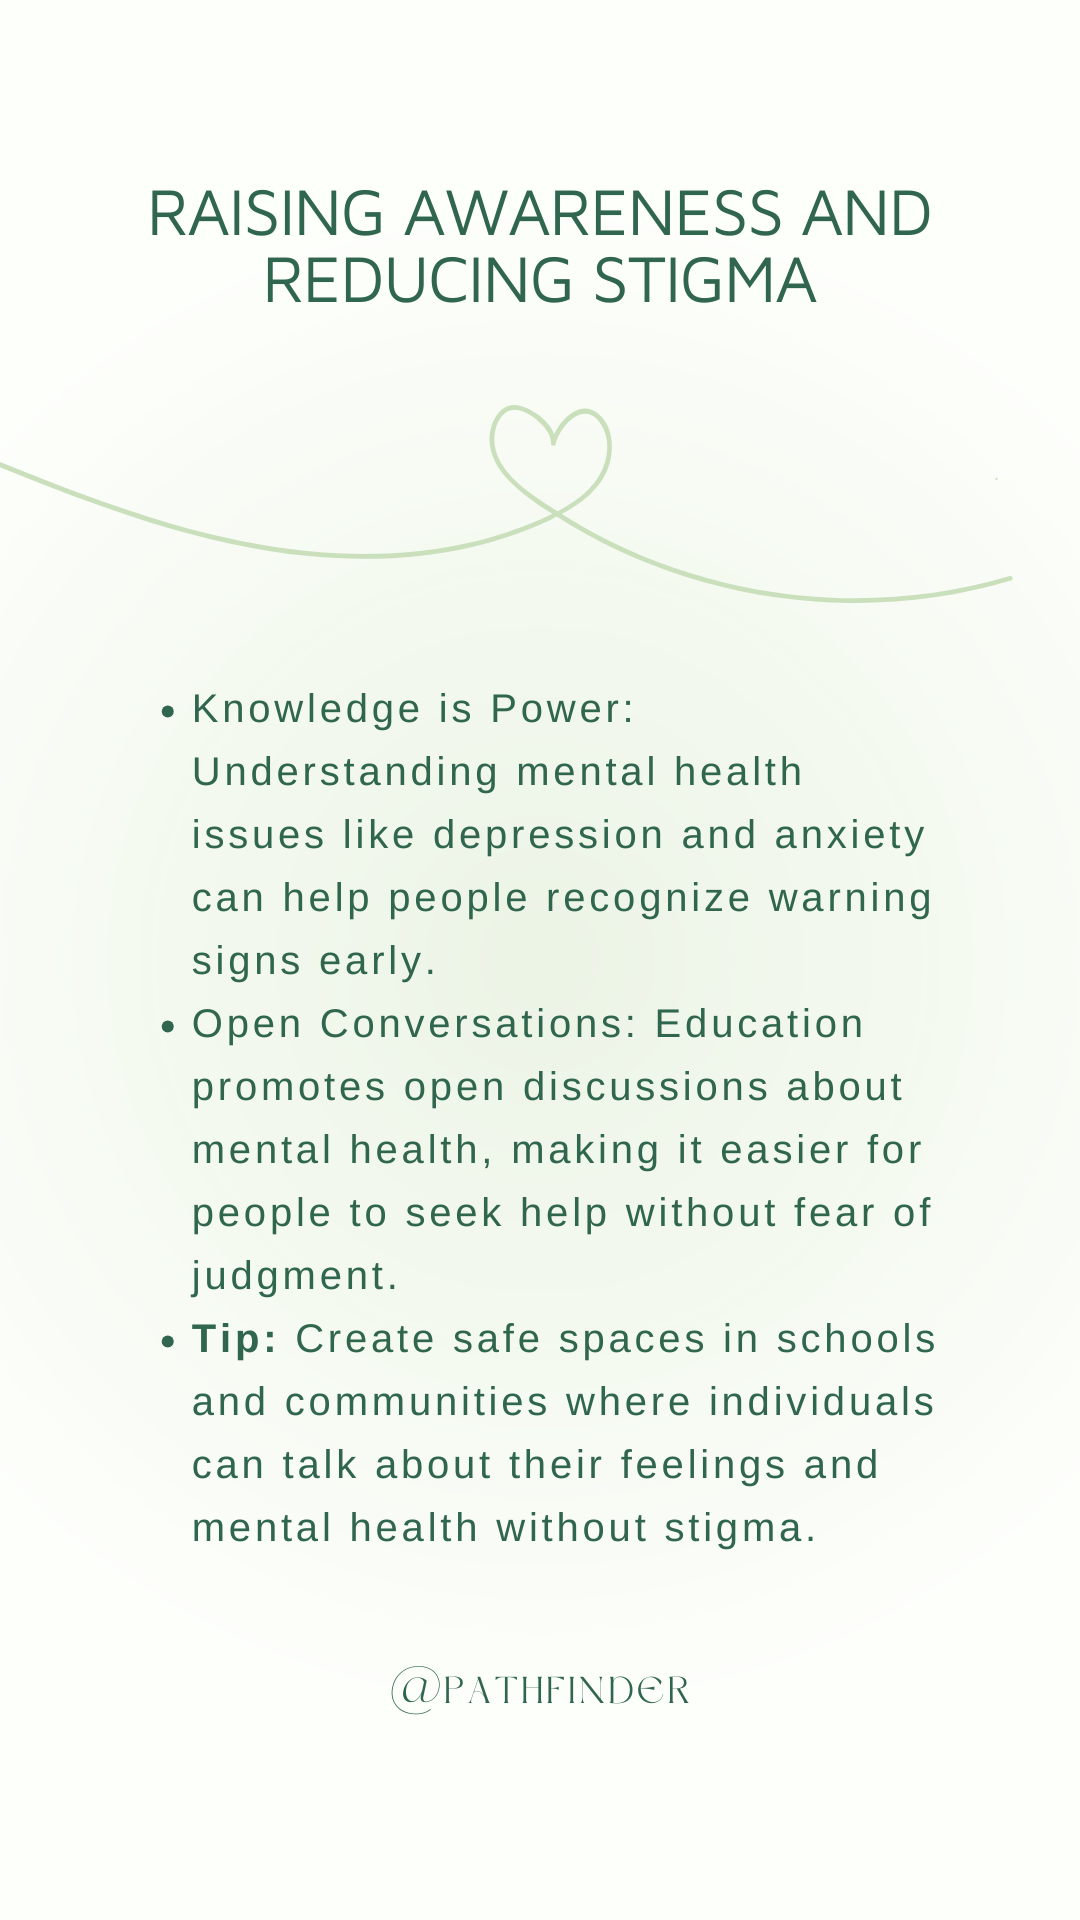 RAISING AWARENESS AND
REDUCING STIGMA
• Knowledge is Power:
Understanding mental health
issues like depression and anxiety
can help people recognize warning
signs early.
• Open Conversations: Education
promotes open discussions about
mental health, making it easier for
people to seek help without fear of
judgment.
• Tip: Create safe spaces in schools
and communities where individuals
can talk about their feelings and
mental health without stigma.
@PATHFINDER